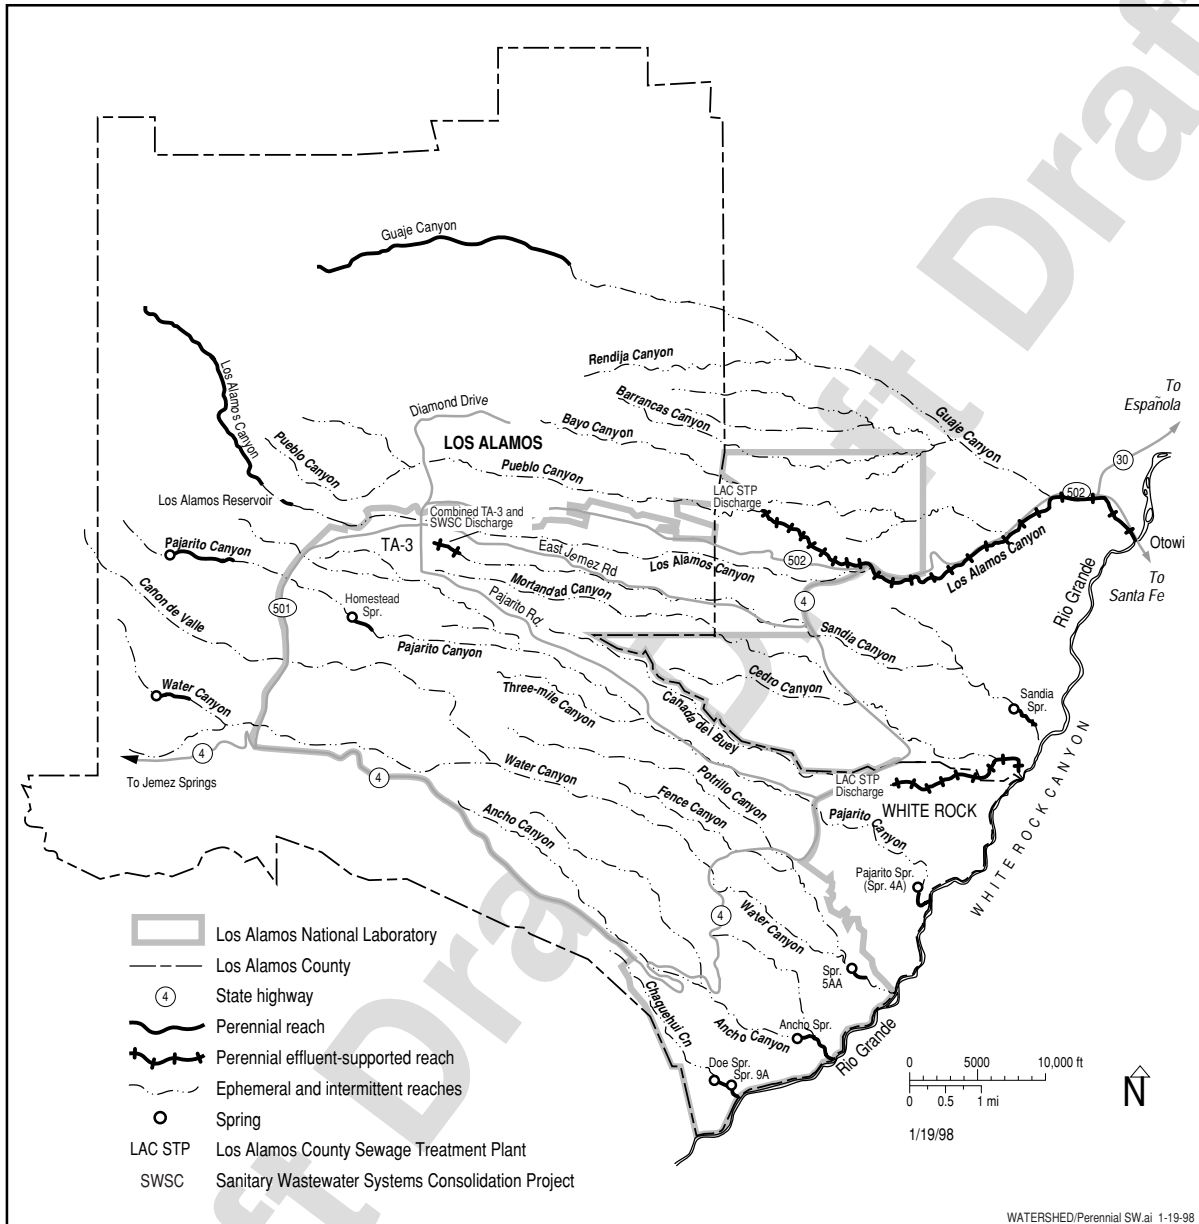 Draft Draft Draft
Guaje Canyon
Los Alamos Canyon
Rendija Canyon
Barrancas Canyon
Bayo Canyon
Guaje Canyon
To
Española
30
Diamond Drive
LOS ALAMOS
Pueblo Canyon
Pueblo Canyon
LAC STP
Discharge
502
Los Alamos Reservoir
Combined TA-3 and
SWSC Discharge
TA-3
East Jemez Rd
Los Alamos Canyon
502
Los Alamos Canyon
Otowi
To
Santa Fe
Rio Grande
Pajarito Canyon
Cañon de Valle
501
Homestead
Spr.
Mortandad Canyon
Pajarito Rd.
4
Sandia Canyon
Pajarito Canyon
Cedro Canyon
Three-mile Canyon
Cañada del Buey
Sandia
Spr.
Water Canyon
4
To Jemez Springs
4
Water Canyon
Potrillo Canyon
Fence Canyon
LAC STP
Discharge
WHITE ROCK
WHITE ROCK CANYON
Ancho Canyon
Pajarito Canyon
Pajarito Spr.
(Spr. 4A)
4
Water Canyon
Spr.
5AA
Chaquehui Cn
Ancho Canyon
Ancho Spr.
Rio Grande
Doe Spr.
Spr. 9A
Los Alamos National Laboratory
Los Alamos County
4 State highway
Perennial reach
Perennial effluent-supported reach
Ephemeral and intermittent reaches
Spring
LAC STP Los Alamos County Sewage Treatment Plant
SWSC Sanitary Wastewater Systems Consolidation Project
0 5000 10,000 ft
0 0.5 1 mi
N
1/19/98
WATERSHED/Perennial SW.ai 1-19-98